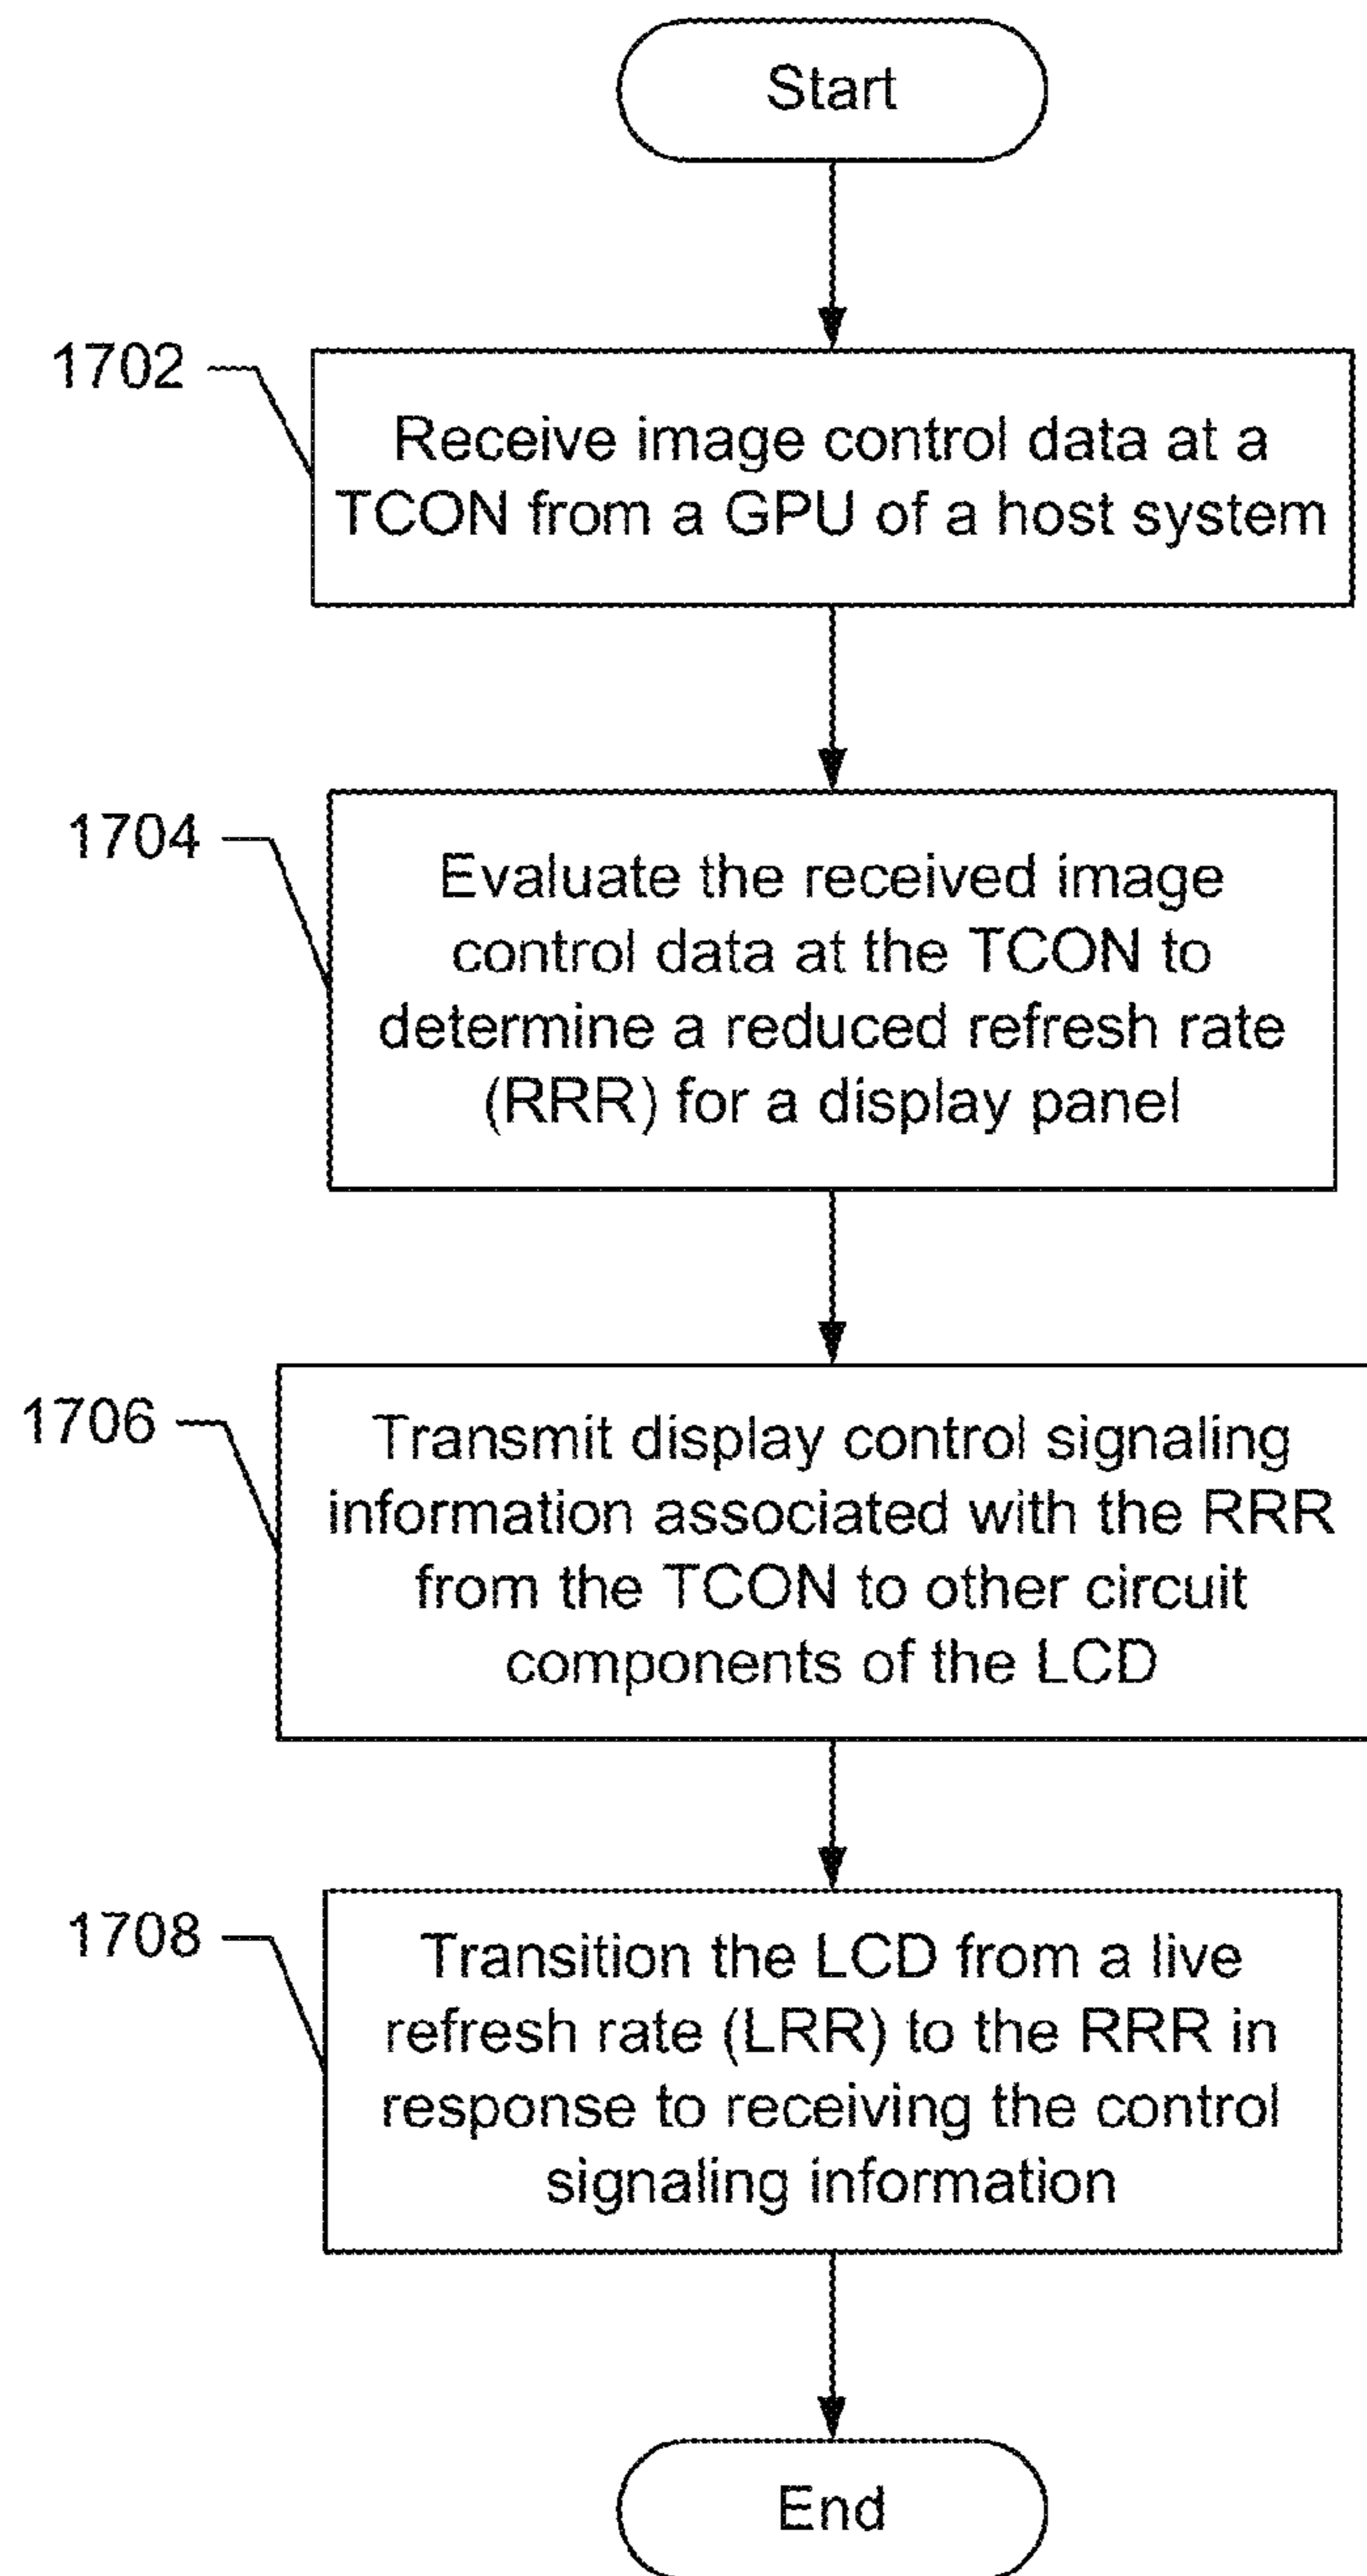 Start
1702
Receive image control data at a
TCON from a GPU of a host system
1704
Evaluate the received image
control data at the TCON to
determine a reduced refresh rate
(RRR) for a display panel
1706
Transmit display control signaling
information associated with the RRR
from the TCON to other circuit
components of the LCD
1708
Transition the LCD from a live
refresh rate (LRR) to the RRR in
response to receiving the control
signaling information
End